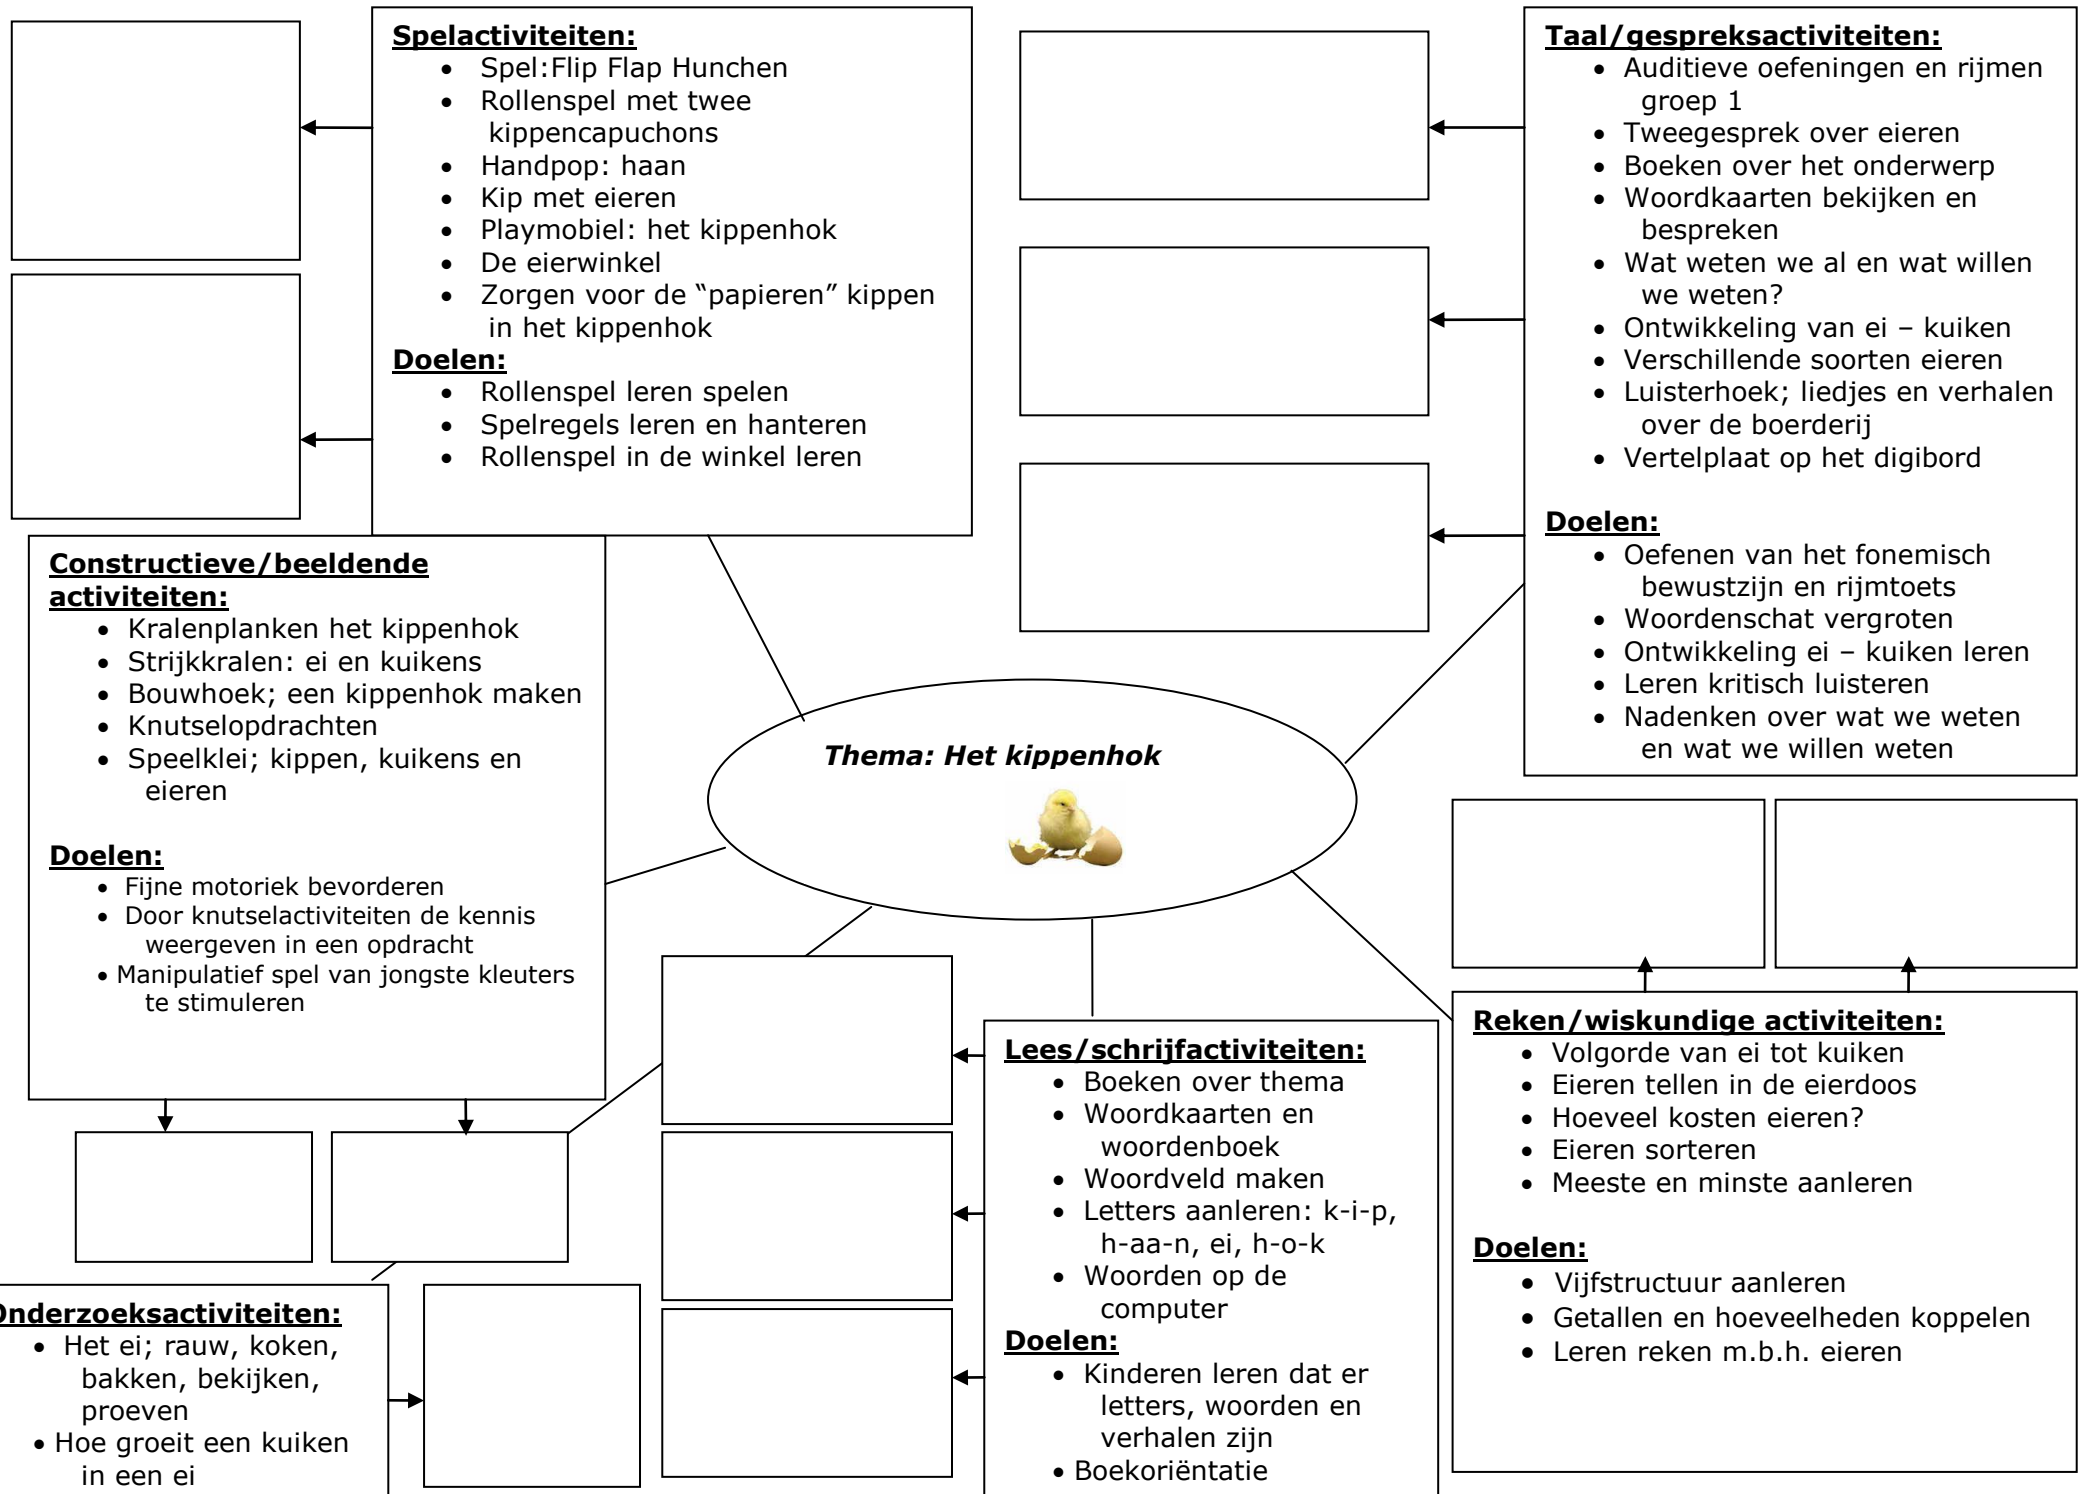 Spelactiviteiten:
• Spel:Flip Flap Hunchen
• Rollenspel met twee
kippencapuchons
• Handpop: haan
• Kip met eieren
• Playmobiel: het kippenhok
• De eierwinkel
• Zorgen voor de “papieren” kippen
in het kippenhok
Doelen:
• Rollenspel leren spelen
• Spelregels leren en hanteren
• Rollenspel in de winkel leren
Taal/gespreksactiviteiten:
• Auditieve oefeningen en rijmen
groep 1
• Tweegesprek over eieren
• Boeken over het onderwerp
• Woordkaarten bekijken en
bespreken
• Wat weten we al en wat willen
we weten?
• Ontwikkeling van ei – kuiken
• Verschillende soorten eieren
• Luisterhoek; liedjes en verhalen
over de boerderij
• Vertelplaat op het digibord
Doelen:
• Oefenen van het fonemisch
bewustzijn en rijmtoets
• Woordenschat vergroten
• Ontwikkeling ei – kuiken leren
• Leren kritisch luisteren
• Nadenken over wat we weten
en wat we willen weten
Constructieve/beeldende
activiteiten:
• Kralenplanken het kippenhok
• Strijkkralen: ei en kuikens
• Bouwhoek; een kippenhok maken
• Knutselopdrachten
• Speelklei; kippen, kuikens en
eieren
Doelen:
• Fijne motoriek bevorderen
• Door knutselactiviteiten de kennis
weergeven in een opdracht
• Manipulatief spel van jongste kleuters
te stimuleren
Thema: Het kippenhok
Lees/schrijfactiviteiten:
• Boeken over thema
• Woordkaarten en
woordenboek
• Woordveld maken
• Letters aanleren: k-i-p,
h-aa-n, ei, h-o-k
• Woorden op de
computer
Doelen:
• Kinderen leren dat er
letters, woorden en
verhalen zijn
• Boekoriëntatie
Reken/wiskundige activiteiten:
• Volgorde van ei tot kuiken
• Eieren tellen in de eierdoos
• Hoeveel kosten eieren?
• Eieren sorteren
• Meeste en minste aanleren
Doelen:
• Vijfstructuur aanleren
• Getallen en hoeveelheden koppelen
• Leren reken m.b.h. eieren
Onderzoeksactiviteiten:
• Het ei; rauw, koken,
bakken, bekijken,
proeven
• Hoe groeit een kuiken
in een ei